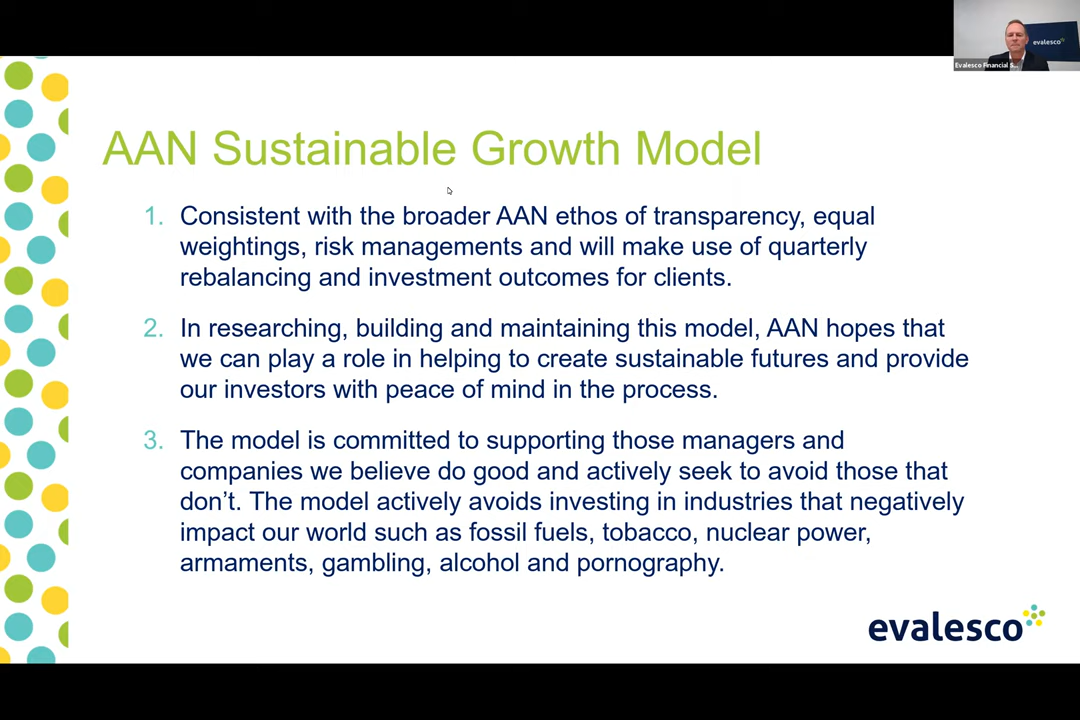 evalesco
Evalesco Financial S...
AAN Sustainable Growth Model
1. Consistent with the broader AAN ethos of transparency, equal
weightings, risk managements and will make use of quarterly
rebalancing and investment outcomes for clients.
2. In researching, building and maintaining this model, AAN hopes that
we can play a role in helping to create sustainable futures and provide
our investors with peace of mind in the process.
3. The model is committed to supporting those managers and
companies we believe do good and actively seek to avoid those that
don’t. The model actively avoids investing in industries that negatively
impact our world such as fossil fuels, tobacco, nuclear power,
armaments, gambling, alcohol and pornography.
evalesco